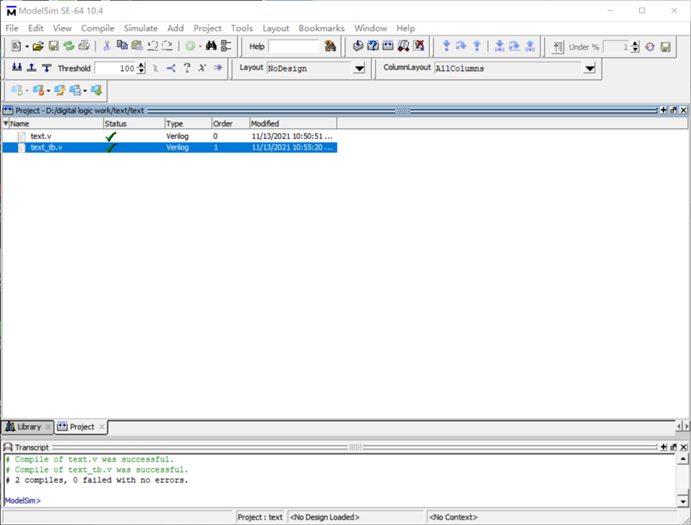 ModelSim SE-64 10.4
File Edit View Compile Simulate Add Project Tools Layout Bookmarks Window Help
Help Under %
Threshold 100 Layout NoDesign ColumnLayout AllColumns
Project - D:/digital logic work/text/text
Name Status Type Order Modified
text.v Verilog 0 11/13/2021 10:50:51 ...
text_tb.v Verilog 1 11/13/2021 10:55:20 ...
Library Project
Transcript
# Compile of text.v was successful.
# Compile of text_tb.v was successful.
# 2 compiles, 0 failed with no errors.
ModelSim>
Project : text <No Design Loaded> <No Context>